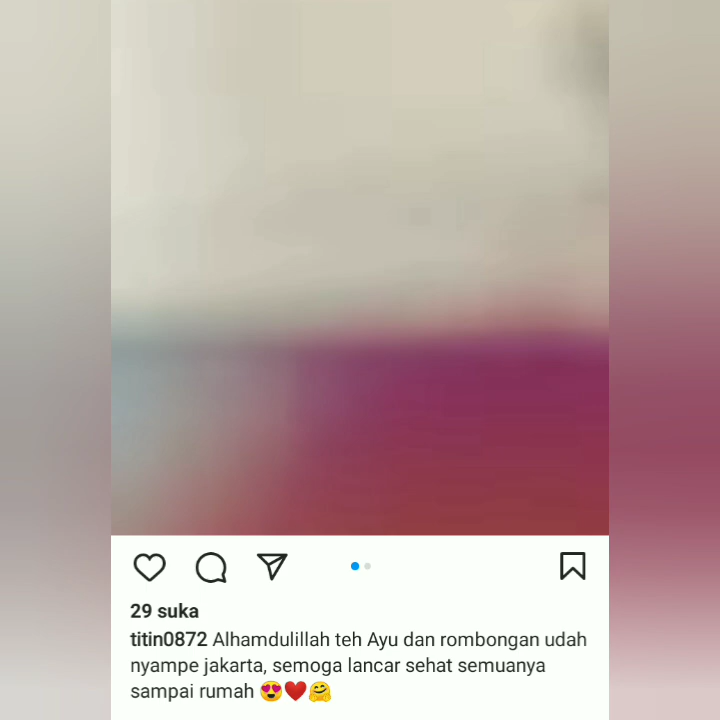 29 suka
titin0872 Alhamdulillah teh Ayu dan rombongan udah
nyampe jakarta, semoga lancar sehat semuanya
sampai rumah 😍❤️🤗